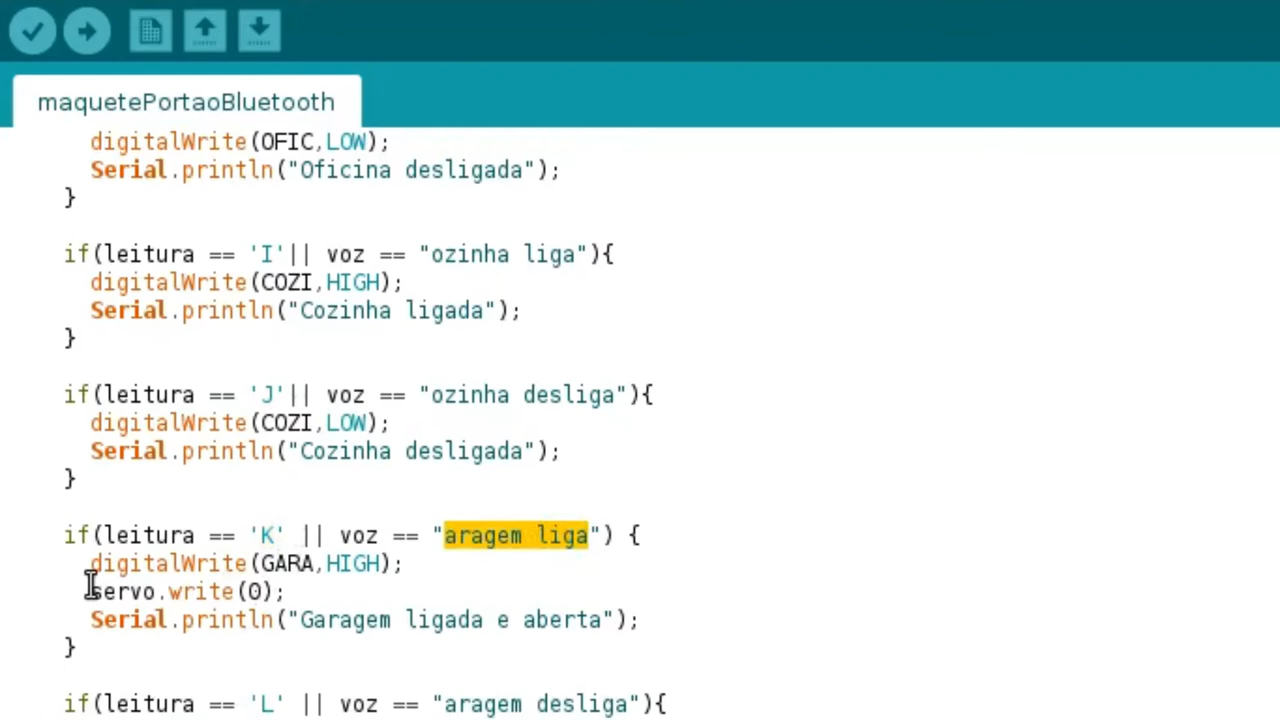 maquetePortaoBluetooth
digitalWrite(OFIC,LOW);
Serial.println("Oficina desligada");
}
if(leitura == 'I'|| voz == "ozinha liga"){
digitalWrite(COZI,HIGH);
Serial.println("Cozinha ligada");
}
if(leitura == 'J'|| voz == "ozinha desliga"){
digitalWrite(COZI,LOW);
Serial.println("Cozinha desligada");
}
if(leitura == 'K' || voz == "aragem liga") {
digitalWrite(GARA,HIGH);
servo.write(0);
Serial.println("Garagem ligada e aberta");
}
if(leitura == 'L' || voz == "aragem desliga"){